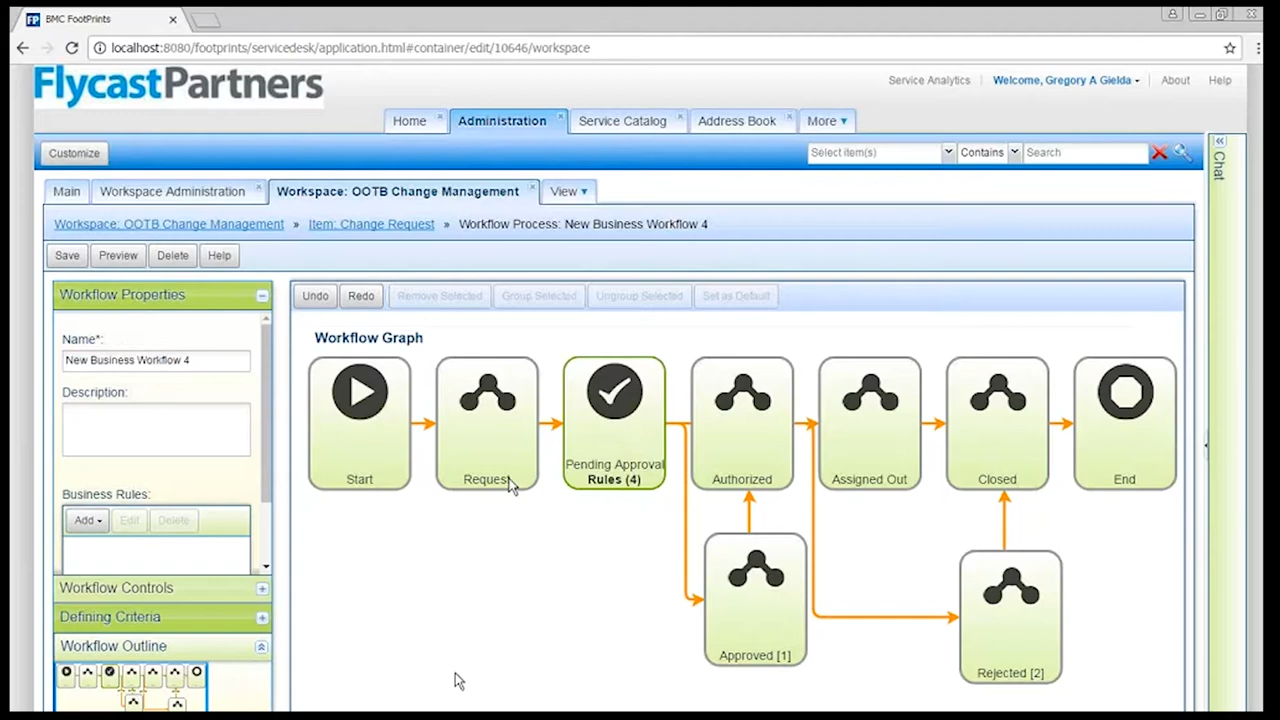 BMC FootPrints
localhost:8080/footprints/servicedesk/application.html#container/edit/10646/workspace
FlycastPartners
Service Analytics Welcome, Gregory A Gielda About Help
Home Administration Service Catalog Address Book More
Customize Select item(s) Contains Search
Main Workspace Administration Workspace: OOTB Change Management View
Workspace: OOTB Change Management » Item: Change Request » Workflow Process: New Business Workflow 4
Save Preview Delete Help
Workflow Properties
Name*:
New Business Workflow 4
Description:
Business Rules:
Add Edit Delete
Workflow Controls
Defining Criteria
Workflow Outline
Undo Redo Remove Selected Group Selected Ungroup Selected Set as Default
Workflow Graph
Start
Request
Pending Approval
Rules (4)
Authorized
Assigned Out
Closed
End
Approved [1]
Rejected [2]
Chat